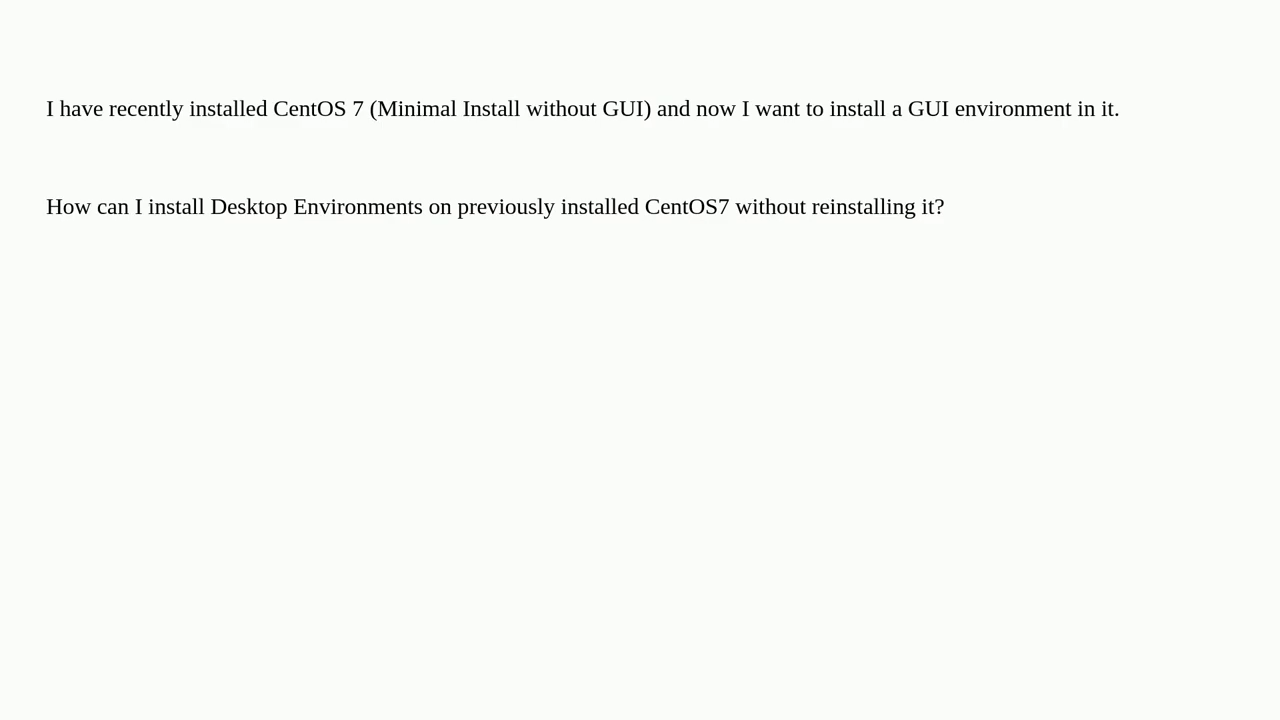 I have recently installed CentOS 7 (Minimal Install without GUI) and now I want to install a GUI environment in it.
How can I install Desktop Environments on previously installed CentOS7 without reinstalling it?